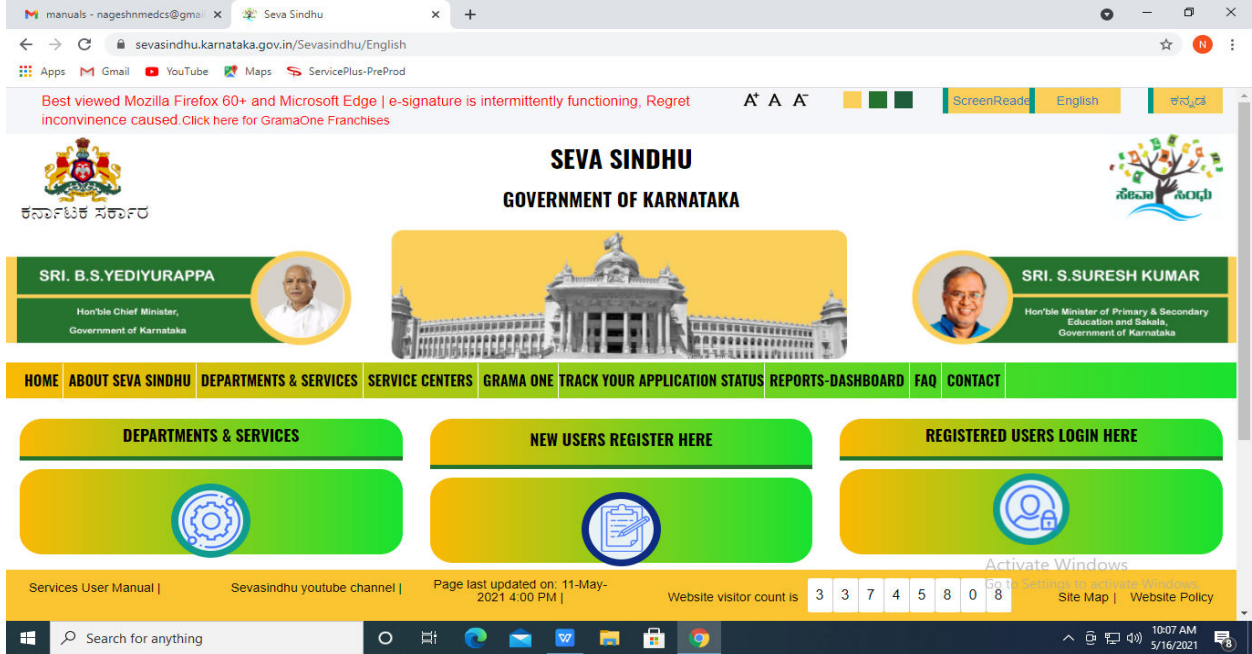 manuals - nageshnmedcs@gmai
Seva Sindhu
sevasindhu.karnataka.gov.in/Sevasindhu/English
N
Apps Gmail YouTube Maps ServicePlus-PreProd
Best viewed Mozilla Firefox 60+ and Microsoft Edge | e-signature is intermittently functioning, Regret
inconvinence caused.Click here for GramaOne Franchises
A+ A A-
ScreenReade English ಕನ್ನಡ
SEVA SINDHU
GOVERNMENT OF KARNATAKA
ಕರ್ನಾಟಕ ಸರ್ಕಾರ
ಸೇವಾ ಸಿಂಧು
SRI. B.S.YEDIYURAPPA
Hon'ble Chief Minister,
Government of Karnataka
SRI. S.SURESH KUMAR
Hon'ble Minister of Primary & Secondary
Education and Sakala,
Government of Karnataka
HOME ABOUT SEVA SINDHU DEPARTMENTS & SERVICES SERVICE CENTERS GRAMA ONE TRACK YOUR APPLICATION STATUS REPORTS-DASHBOARD FAQ CONTACT
DEPARTMENTS & SERVICES
NEW USERS REGISTER HERE
REGISTERED USERS LOGIN HERE
Activate Windows
Go to Settings to activate Windows.
Services User Manual |
Sevasindhu youtube channel |
Page last updated on: 11-May-
2021 4:00 PM |
Website visitor count is 3 3 7 4 5 8 0 8
Site Map | Website Policy
Search for anything
10:07 AM
5/16/2021
8